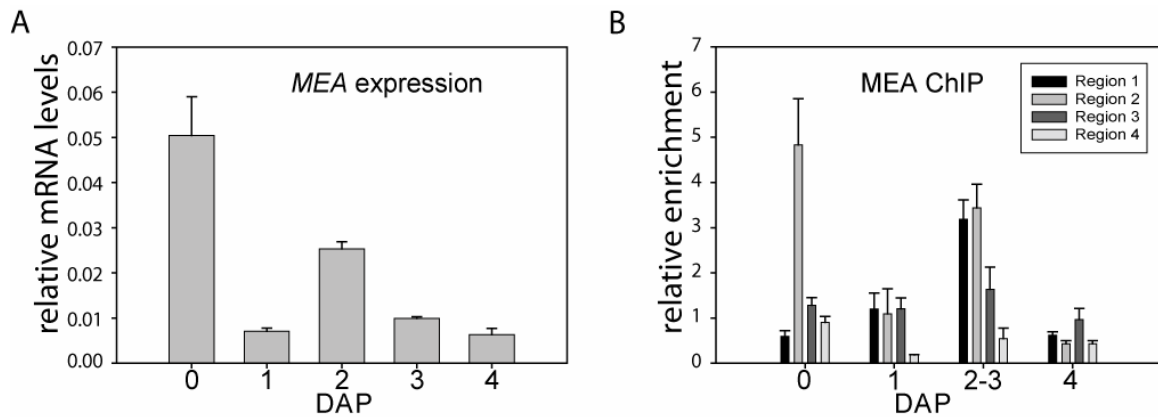 A
relative mRNA levels
0.07
0.06
0.05
0.04
0.03
0.02
0.01
0.00
MEA expression
0 1 2 3 4
DAP
B
relative enrichment
7
6
5
4
3
2
1
0
MEA ChIP
Region 1
Region 2
Region 3
Region 4
0 1 2-3 4
DAP